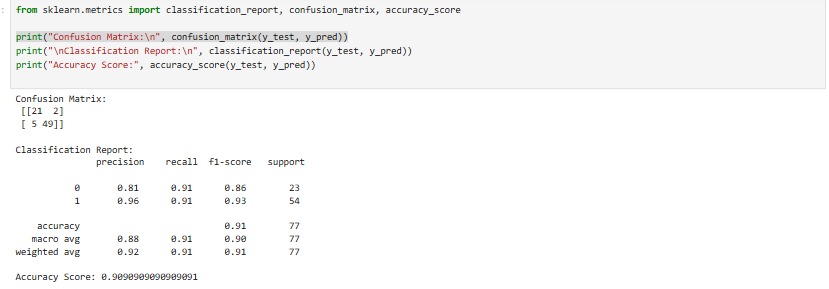 from sklearn.metrics import classification_report, confusion_matrix, accuracy_score
print("Confusion Matrix:\n", confusion_matrix(y_test, y_pred))
print("\nClassification Report:\n", classification_report(y_test, y_pred))
print("Accuracy Score:", accuracy_score(y_test, y_pred))
Confusion Matrix:
[[21 2]
[ 5 49]]
Classification Report:
precision recall f1-score support
0 0.81 0.91 0.86 23
1 0.96 0.91 0.93 54
accuracy 0.91 77
macro avg 0.88 0.91 0.90 77
weighted avg 0.92 0.91 0.91 77
Accuracy Score: 0.9090909090909091